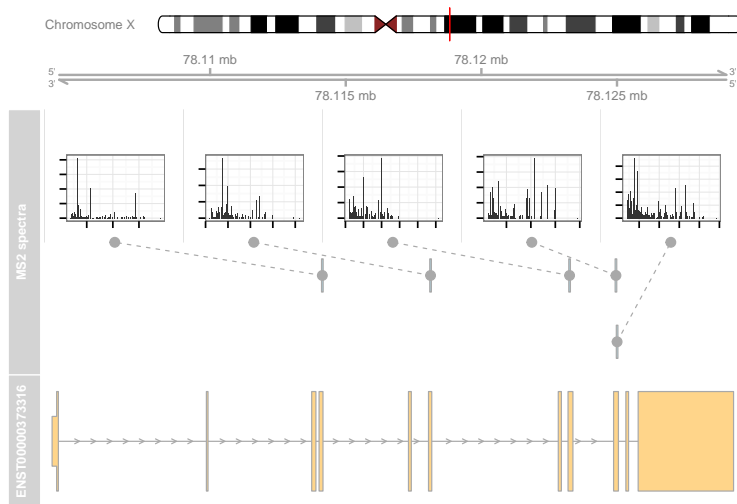 Chromosome X
78.11 mb
78.12 mb
5'
3'
3'
5'
78.115 mb
78.125 mb
MS2 spectra
ENST00000373316